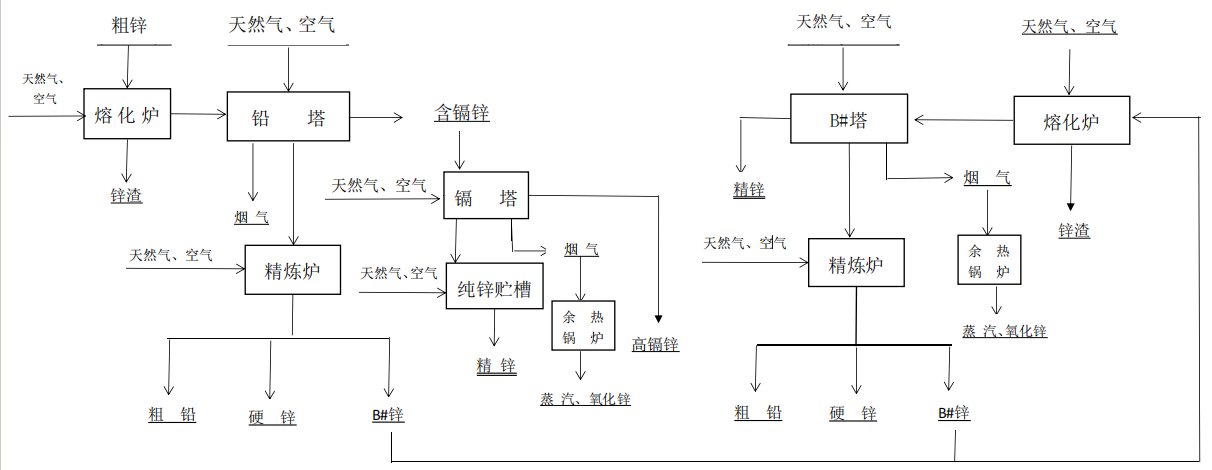 粗锌
天然气、空气
天然气、空气
天然气、空气
天然气、
空气
熔化炉
铅 塔
含镉锌
B#塔
熔化炉
锌渣
烟气
天然气、空气
镉 塔
精锌
烟 气
锌渣
天然气、空气
精炼炉
烟 气
天然气、空气
精炼炉
余 热
锅 炉
天然气、空气
纯锌贮槽
余 热
锅 炉
高镉锌
蒸 汽、氧化锌
精 锌
蒸 汽、氧化锌
粗 铅
硬 锌
B#锌
粗 铅
硬 锌
B#锌